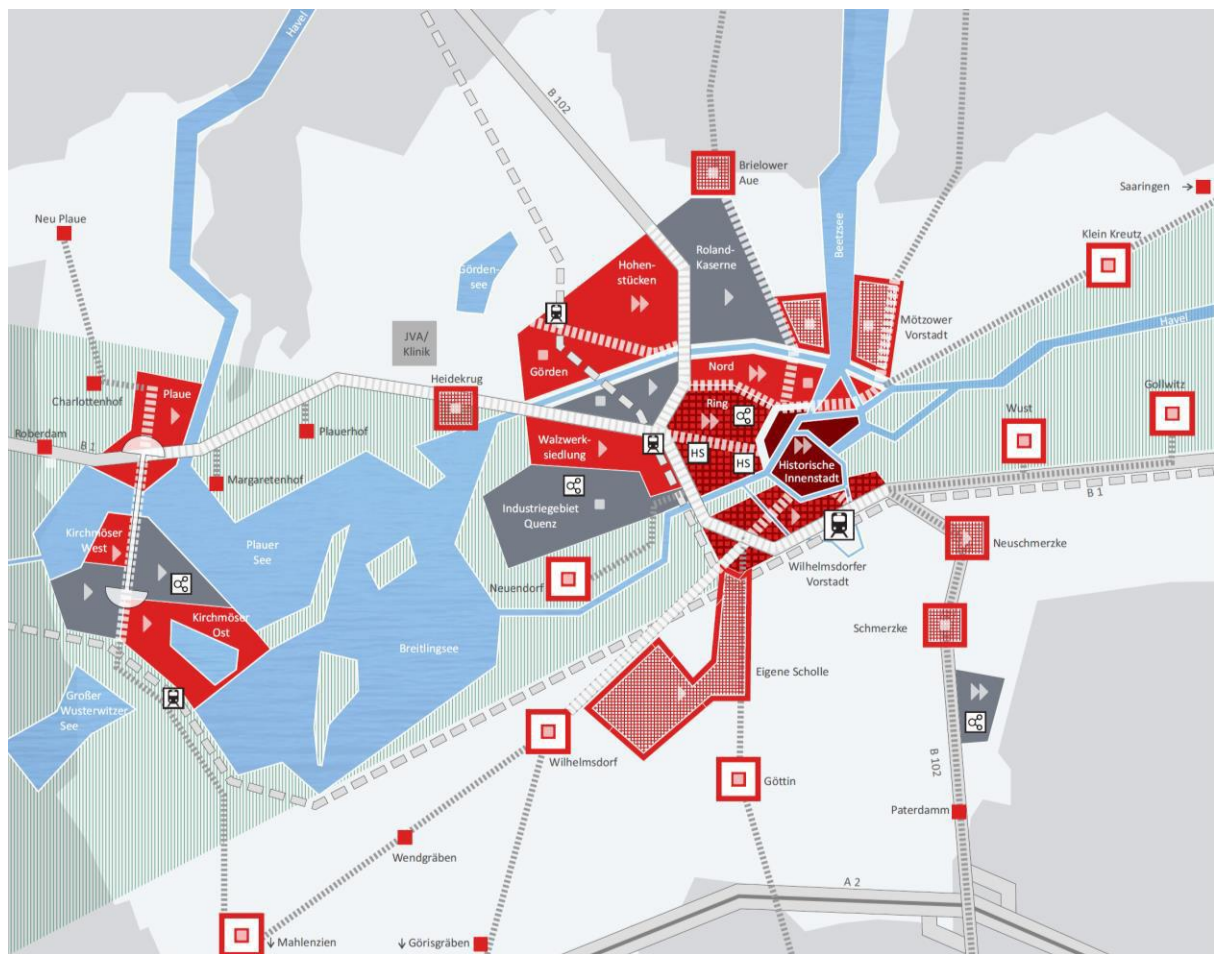 Havel
B 102
Brielower
Aue
Saaringen
Neu Plaue
Klein Kreutz
Beetzsee
Roland-
Kaserne
Hohen-
stücken
Görden-
see
Mötzower
Vorstadt
Havel
JVA/
Klinik
Görden
Nord
Heidekrug
Plaue
Charlottenhof
Ring
Gollwitz
Wust
Plauerhof
Roberdam
B 1
Walzwerk-
siedlung
HS
HS
Historische
Innenstadt
Margaretenhof
B 1
Industriegebiet
Quenz
Kirchmöser
West
Plauer
See
Neuschmerzke
Wilhelmsdorfer
Vorstadt
Neuendorf
Kirchmöser
Ost
Schmerzke
Breitlingsee
Eigene Scholle
Großer
Wusterwitzer
See
Wilhelmsdorf
B 102
Göttin
Paterdamm
Wendgräben
A 2
Mahlenzien
Görisgräben